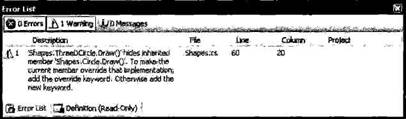 Error List
0 Errors 1 Warning 0 Messages
Description File Line Column Project
1 'Shapes.ThreeDCircle.Draw()' hides inherited Shapes.cs 60 20
member 'Shapes.Circle.Draw()'. To make the
current member override that implementation,
add the override keyword. Otherwise add the
new keyword.
Error List Definition (Read-Only)